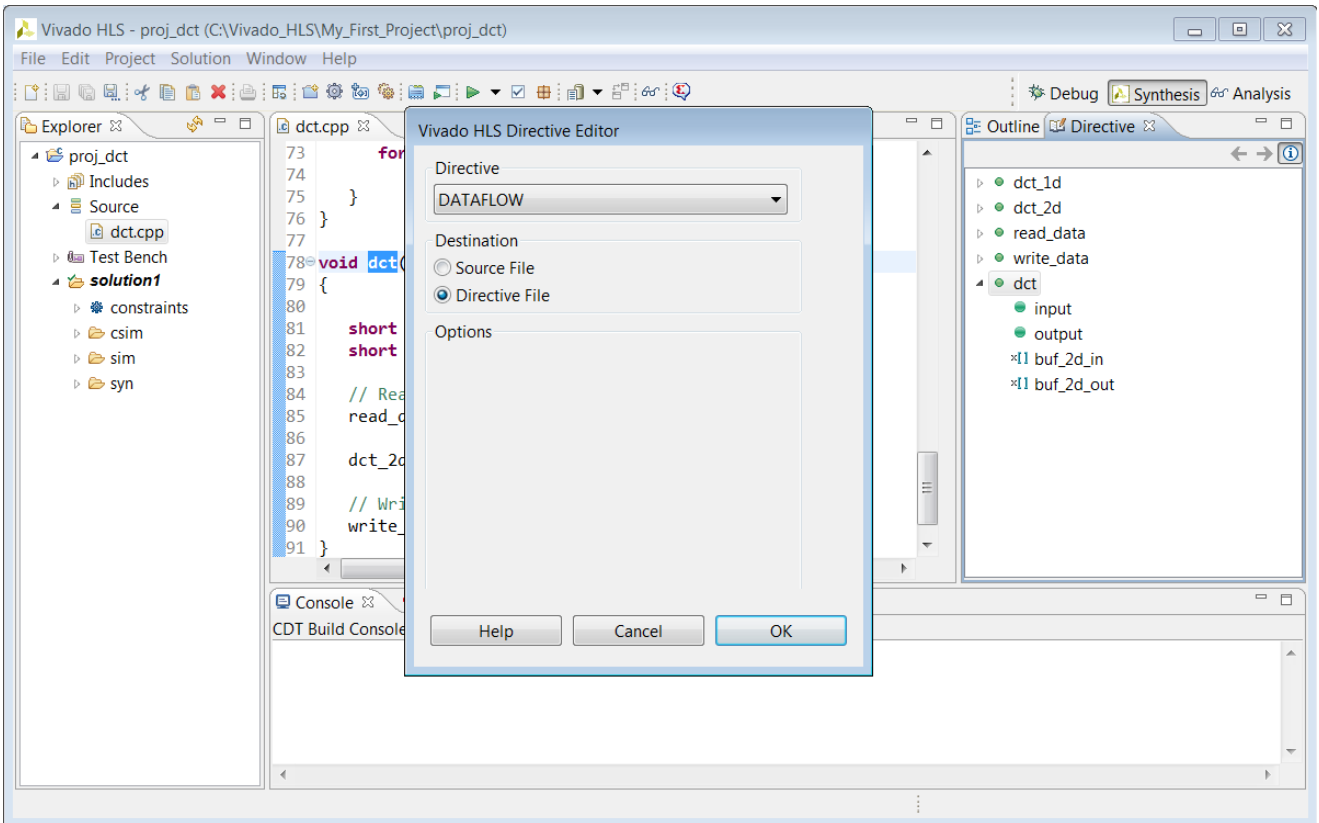 Vivado HLS - proj_dct (C:\Vivado_HLS\My_First_Project\proj_dct)
File Edit Project Solution Window Help
Debug Synthesis Analysis
Explorer
proj_dct
Includes
Source
dct.cpp
Test Bench
solution1
constraints
csim
sim
syn
dct.cpp
73 for
74
75 }
76 }
77
78 void dct(
79 {
80
81 short
82 short
83
84 // Rea
85 read_d
86
87 dct_2d
88
89 // Wri
90 write_
91 }
Vivado HLS Directive Editor
Directive
DATAFLOW
Destination
Source File
Directive File
Options
Help Cancel OK
Outline Directive
dct_1d
dct_2d
read_data
write_data
dct
input
output
×[] buf_2d_in
×[] buf_2d_out
Console
CDT Build Console